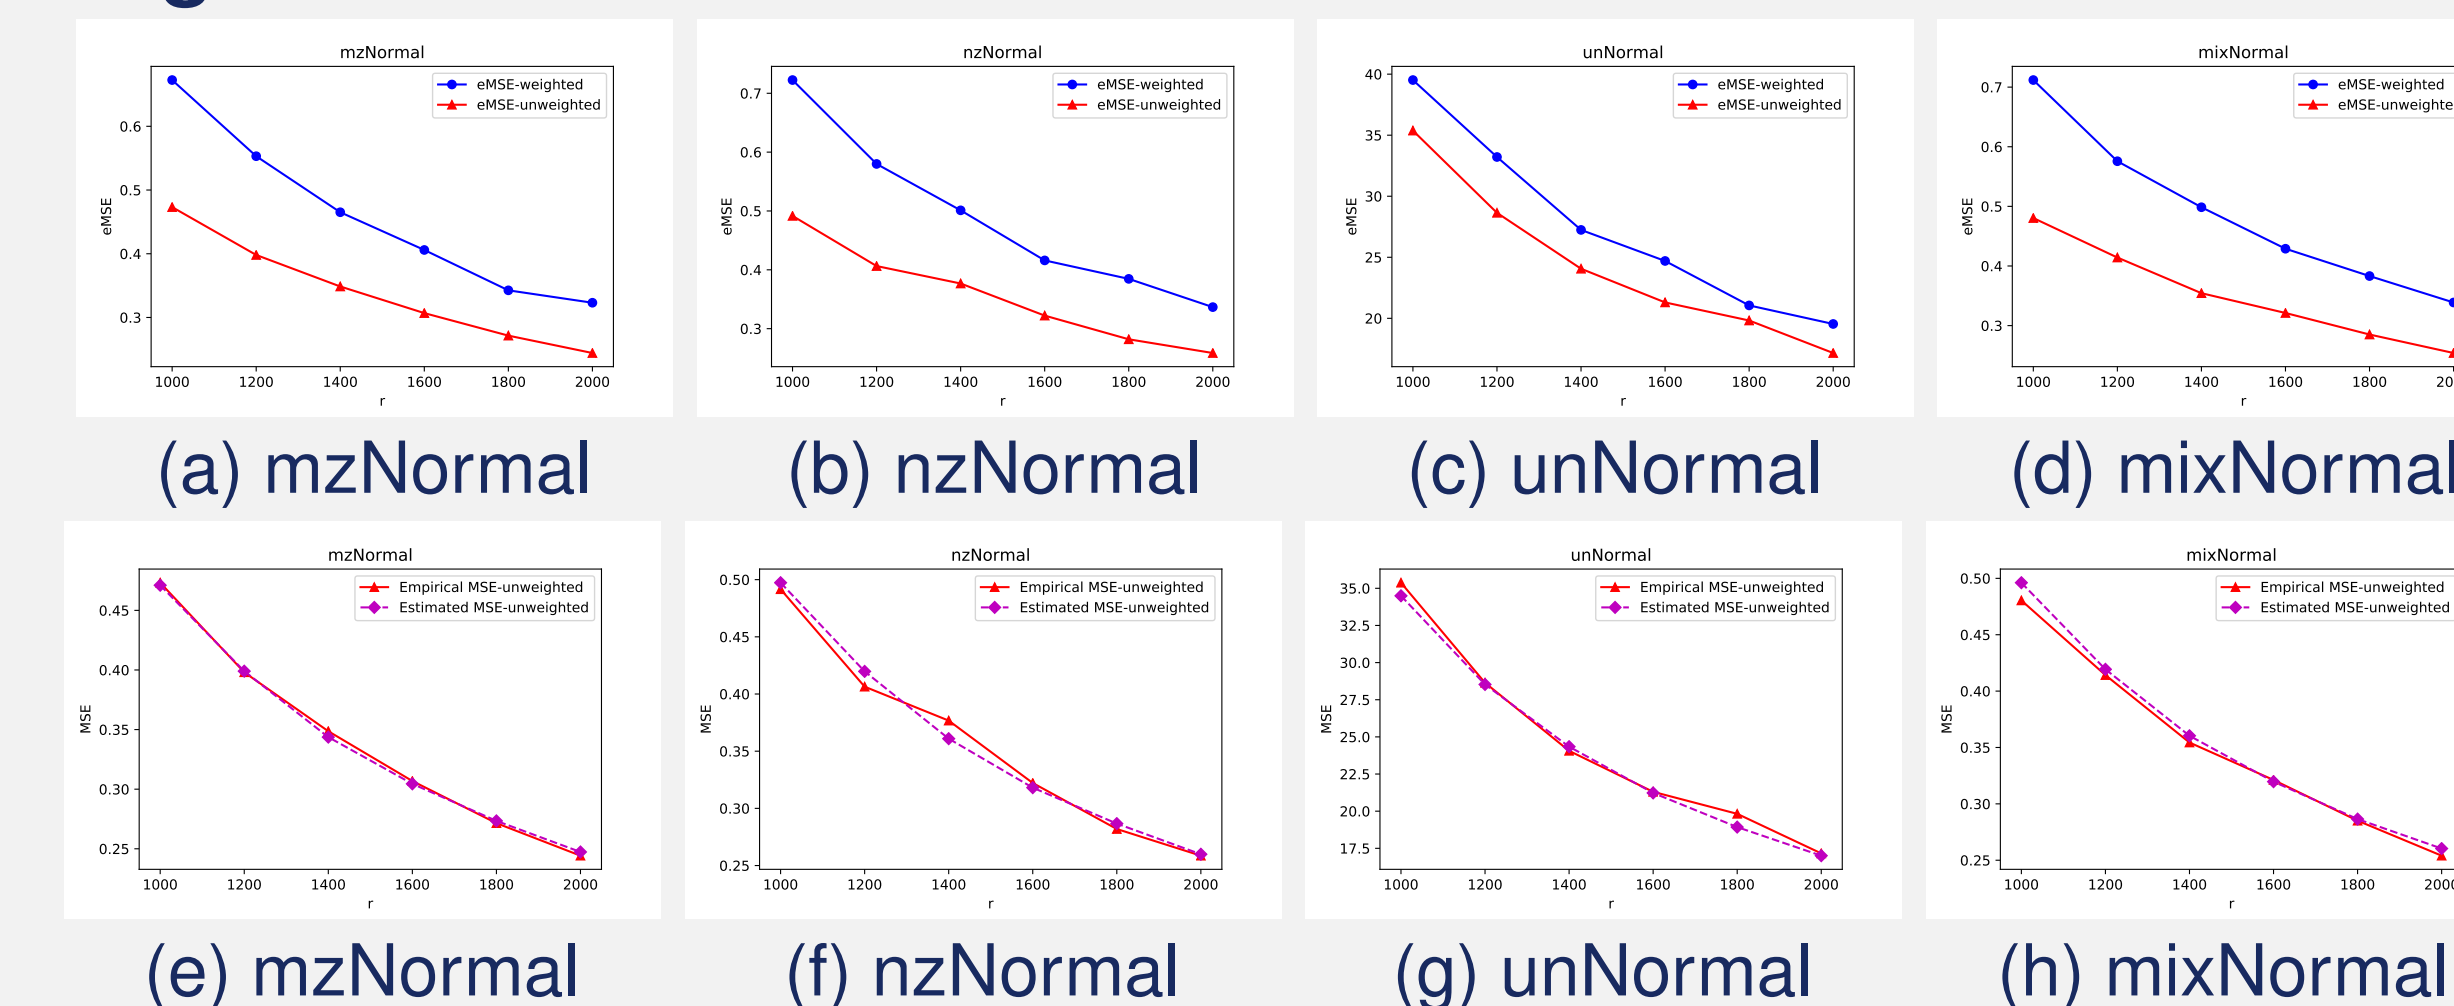 mzNormal
eMSE-weighted
eMSE-unweighted
0.6
0.5
0.4
0.3
eMSE
1000 1200 1400 1600 1800 2000
r
(a) mzNormal
nzNormal
eMSE-weighted
eMSE-unweighted
0.7
0.6
0.5
0.4
0.3
eMSE
1000 1200 1400 1600 1800 2000
r
(b) nzNormal
unNormal
eMSE-weighted
eMSE-unweighted
40
35
30
25
20
eMSE
1000 1200 1400 1600 1800 2000
r
(c) unNormal
mixNormal
eMSE-weighted
eMSE-unweighte
0.7
0.6
0.5
0.4
0.3
eMSE
1000 1200 1400 1600 1800 20
r
(d) mixNormal
mzNormal
Empirical MSE-unweighted
Estimated MSE-unweighted
0.45
0.40
0.35
0.30
0.25
MSE
1000 1200 1400 1600 1800 2000
r
(e) mzNormal
nzNormal
Empirical MSE-unweighted
Estimated MSE-unweighted
0.50
0.45
0.40
0.35
0.30
0.25
MSE
1000 1200 1400 1600 1800 2000
r
(f) nzNormal
unNormal
Empirical MSE-unweighted
Estimated MSE-unweighted
35.0
32.5
30.0
27.5
25.0
22.5
20.0
17.5
MSE
1000 1200 1400 1600 1800 2000
r
(g) unNormal
mixNormal
Empirical MSE-unweighted
Estimated MSE-unweighted
0.50
0.45
0.40
0.35
0.30
0.25
MSE
1000 1200 1400 1600 1800 2000
r
(h) mixNormal